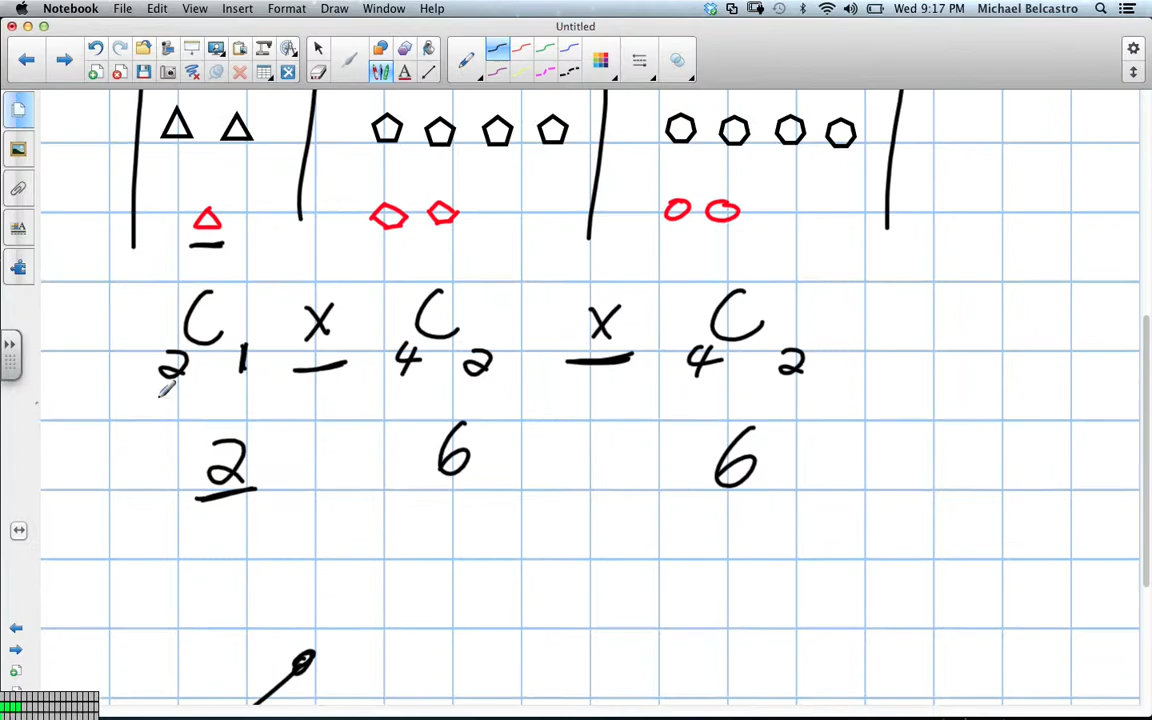 Notebook File Edit View Insert Format Draw Window Help Wed 9:17 PM Michael Belcastro
Untitled
A
C x C x C
2 1 4 2 4 2
2 6 6